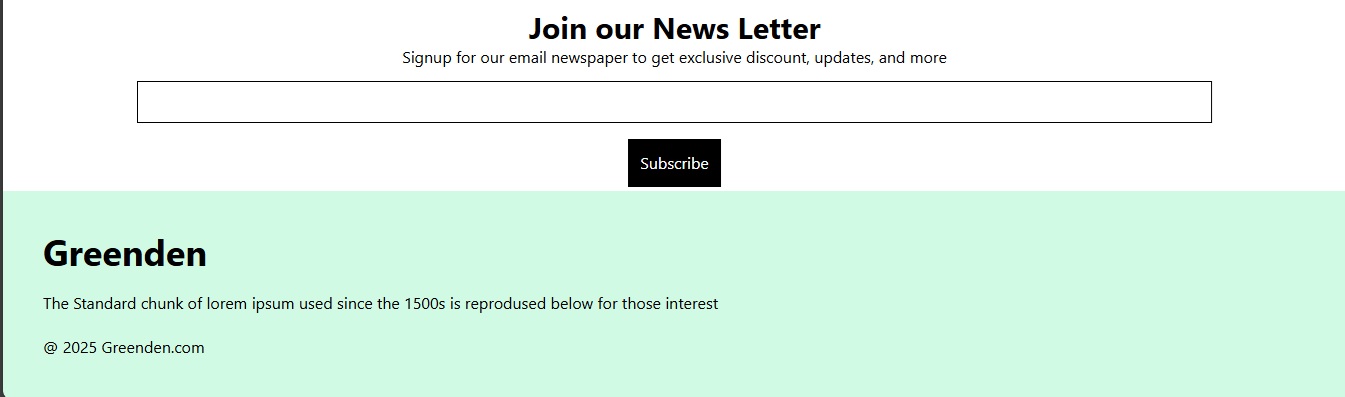 Join our News Letter
Signup for our email newspaper to get exclusive discount, updates, and more
Subscribe
Greenden
The Standard chunk of lorem ipsum used since the 1500s is reprodused below for those interest
@ 2025 Greenden.com